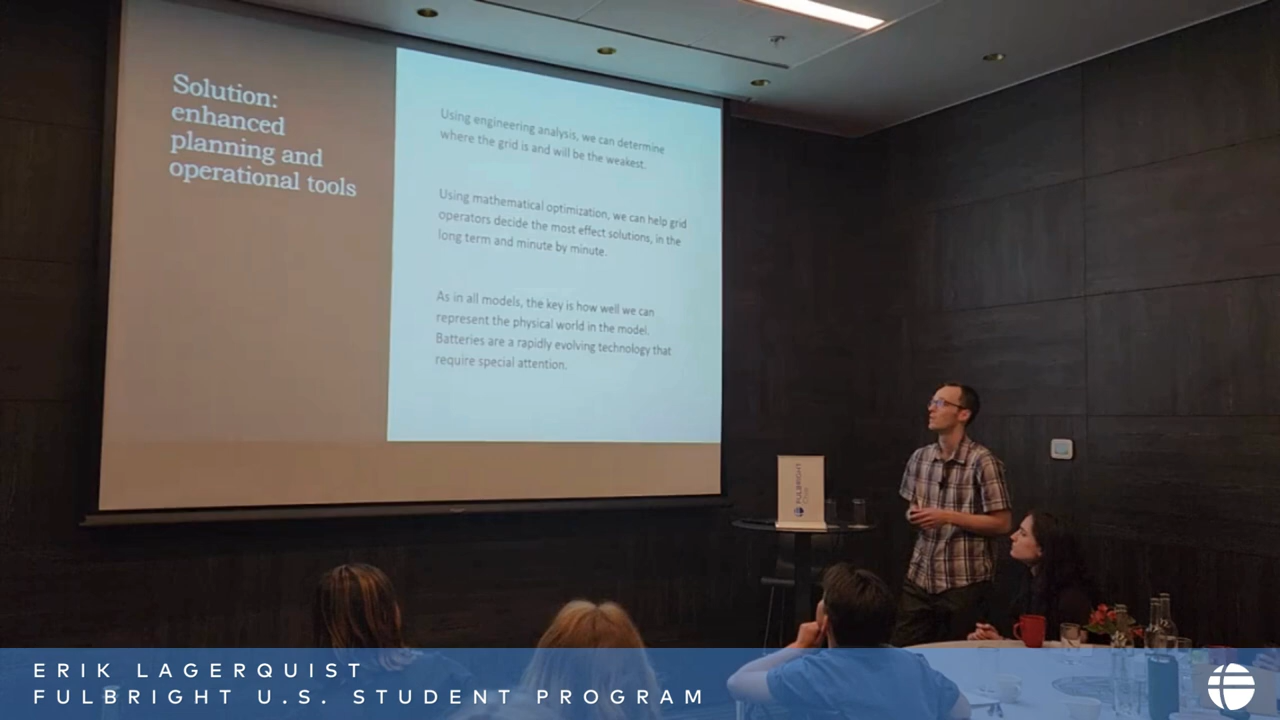 Solution:
enhanced
planning and
operational tools
Using engineering analysis, we can determine
where the grid is and will be the weakest.
Using mathematical optimization, we can help grid
operators decide the most effect solutions, in the
long term and minute by minute.
As in all models, the key is how well we can
represent the physical world in the model.
Batteries are a rapidly evolving technology that
require special attention.
FULBRIGHT
ERIK LAGERQUIST
FULBRIGHT U.S. STUDENT PROGRAM